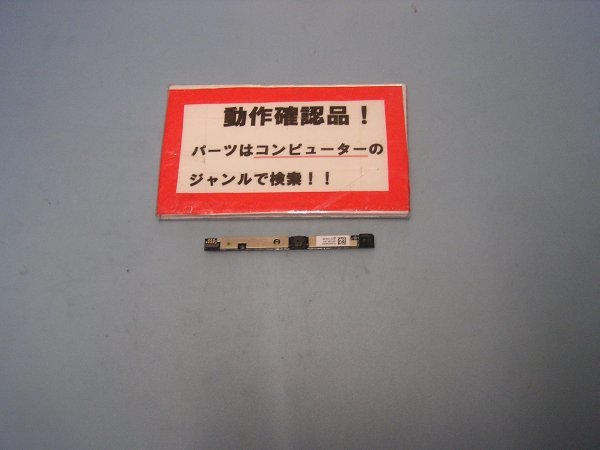 動作確認品！
パーツはコンピューターの
ジャンルで検索！！